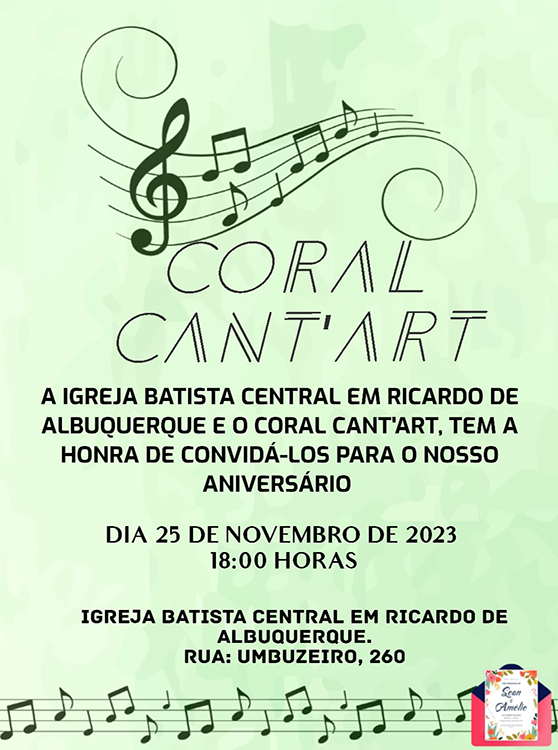 CORAL
CANT'ART
A IGREJA BATISTA CENTRAL EM RICARDO DE
ALBUQUERQUE E O CORAL CANT'ART, TEM A
HONRA DE CONVIDÁ-LOS PARA O NOSSO
ANIVERSÁRIO
DIA 25 DE NOVEMBRO DE 2023
18:00 HORAS
IGREJA BATISTA CENTRAL EM RICARDO DE
ALBUQUERQUE.
RUA: UMBUZEIRO, 260
Sean
Amelie